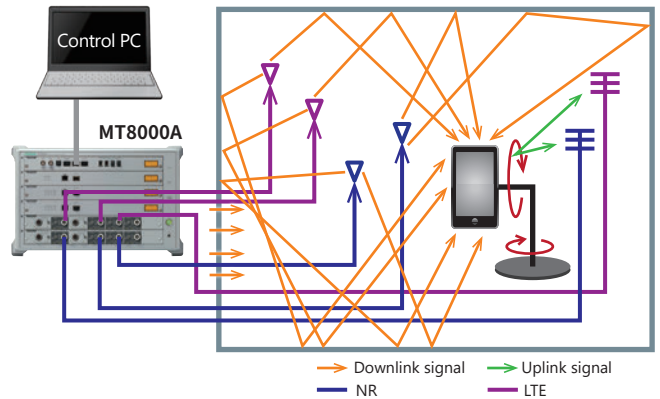 Control PC
MT8000A
Downlink signal
Uplink signal
NR
LTE